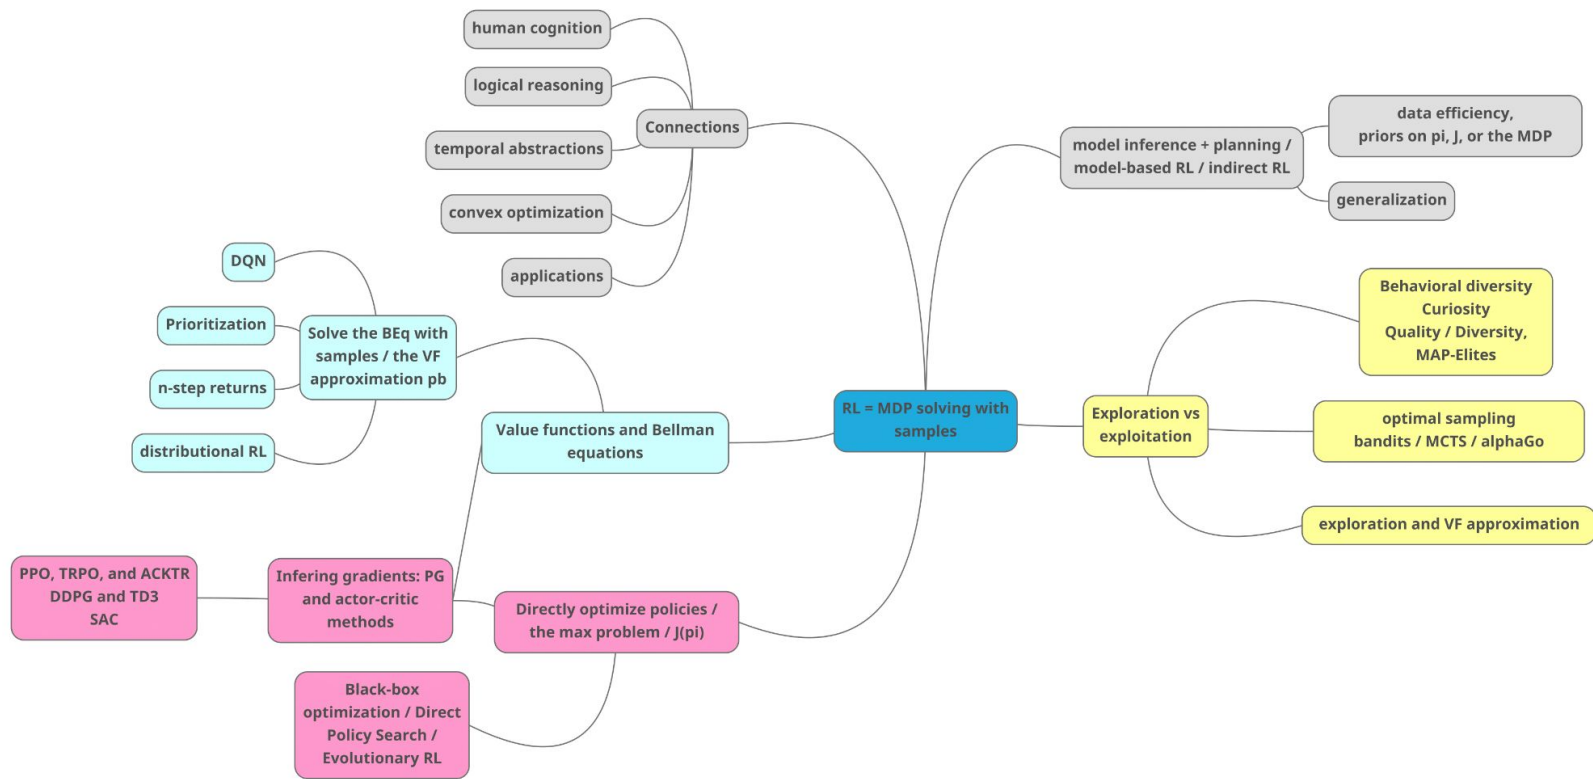 human cognition
logical reasoning
Connections
temporal abstractions
convex optimization
applications
model inference + planning /
model-based RL / indirect RL
data efficiency,
priors on pi, J, or the MDP
generalization
DQN
Prioritization
n-step returns
distributional RL
Solve the BEq with
samples / the VF
approximation pb
Value functions and Bellman
equations
RL = MDP solving with
samples
Exploration vs
exploitation
Behavioral diversity
Curiosity
Quality / Diversity,
MAP-Elites
optimal sampling
bandits / MCTS / alphaGo
exploration and VF approximation
PPO, TRPO, and ACKTR
DDPG and TD3
SAC
Infering gradients: PG
and actor-critic
methods
Directly optimize policies /
the max problem / J(pi)
Black-box
optimization / Direct
Policy Search /
Evolutionary RL